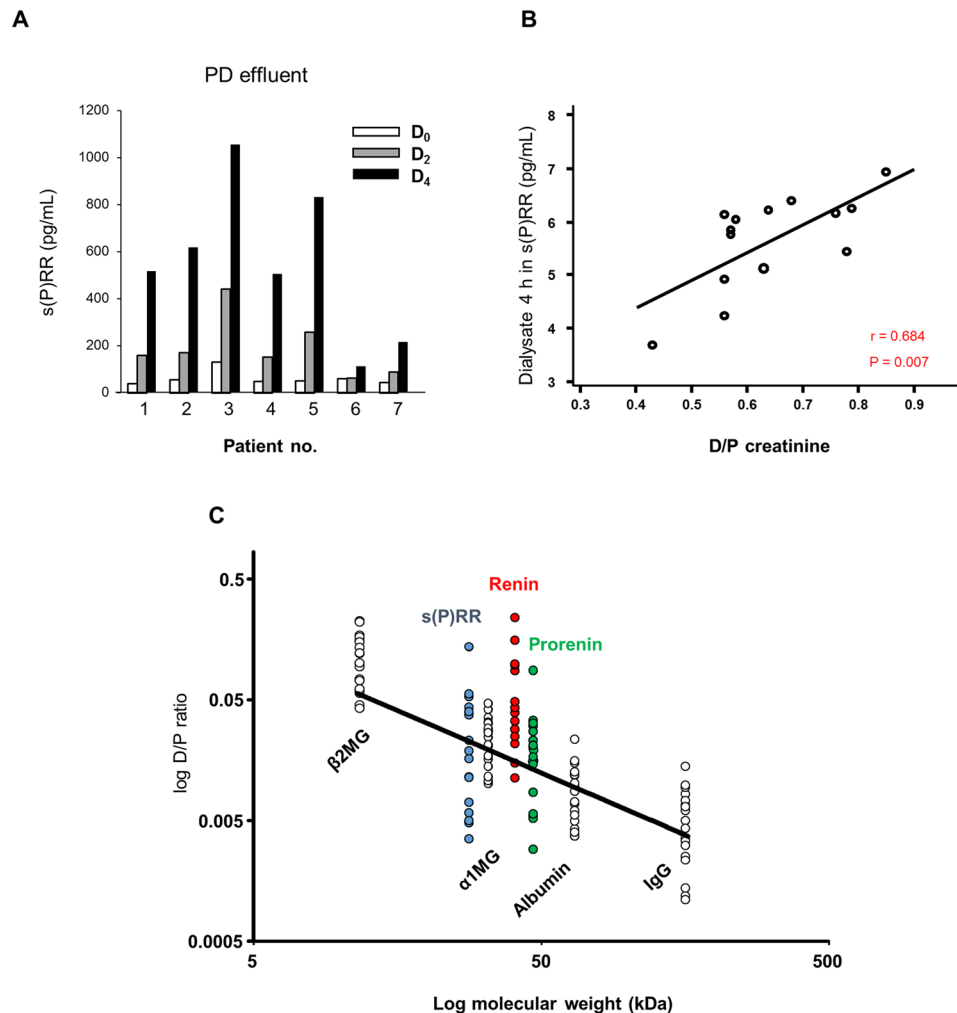 A
PD effluent
s(P)RR (pg/mL)
1200
1000
800
600
400
200
0
D₀
D₂
D₄
1 2 3 4 5 6 7
Patient no.
B
Dialysate 4 h in s(P)RR (pg/mL)
8
7
6
5
4
3
r = 0.684
P = 0.007
0.3 0.4 0.5 0.6 0.7 0.8 0.9
D/P creatinine
C
log D/P ratio
0.5
0.05
0.005
0.0005
Renin
s(P)RR
Prorenin
β2MG
α1MG
Albumin
IgG
5 50 500
Log molecular weight (kDa)